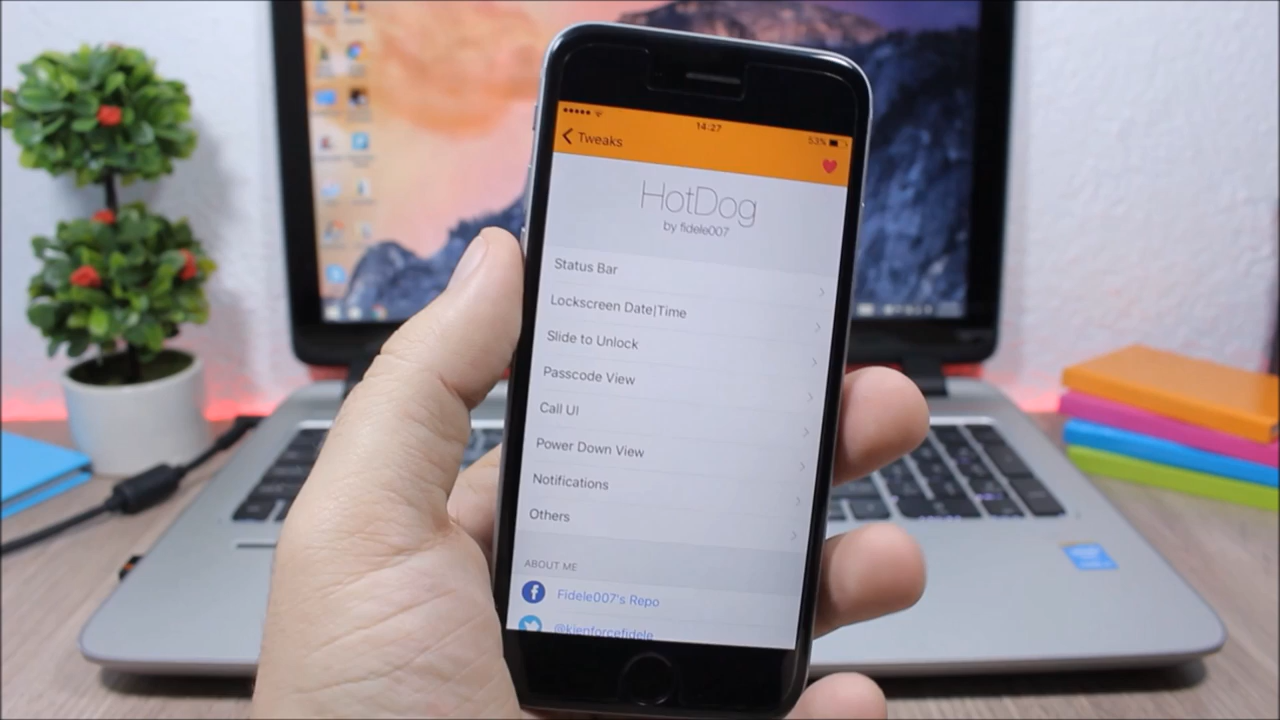 14:27
53%
Tweaks
HotDog
by fidele007
Status Bar
Lockscreen Date|Time
Slide to Unlock
Passcode View
Call UI
Power Down View
Notifications
Others
ABOUT ME
Fidele007's Repo
@kienforcefidele